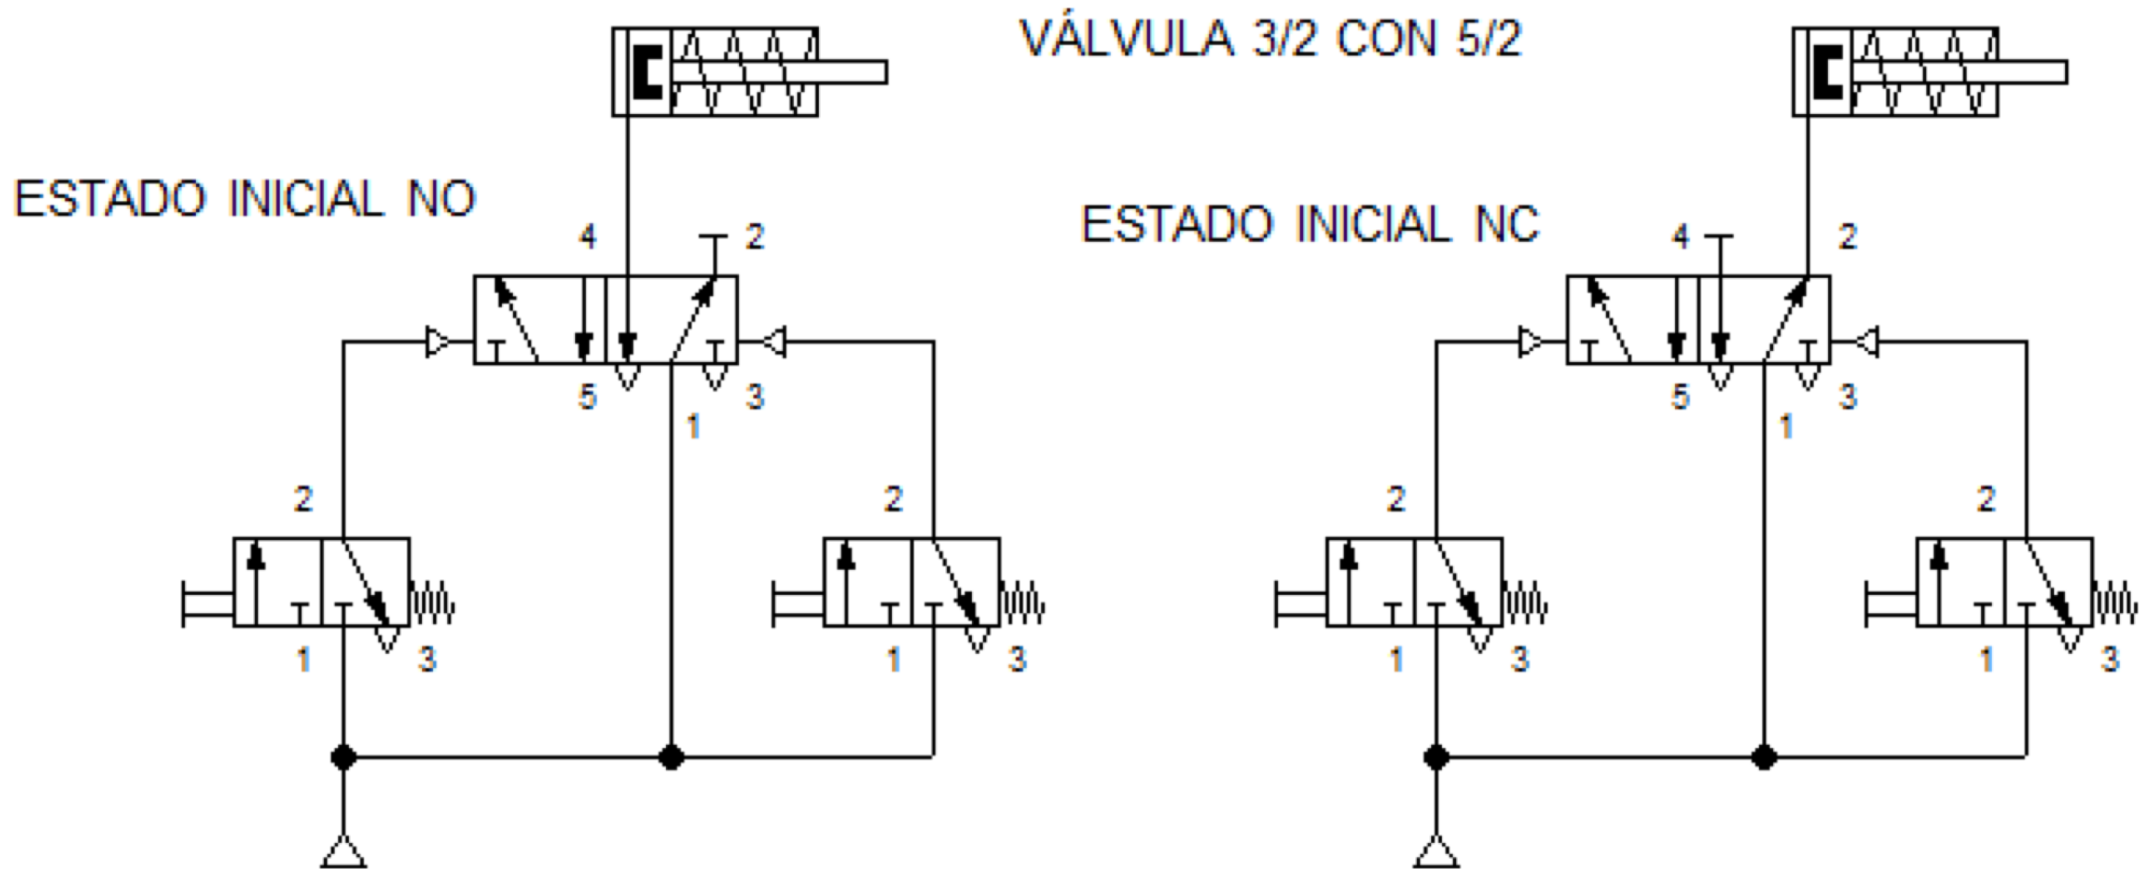 VÁLVULA 3/2 CON 5/2
ESTADO INICIAL NO
4 2
5 1 3
2 2
1 3 1 3
ESTADO INICIAL NC
4 2
5 1 3
2 2
1 3 1 3